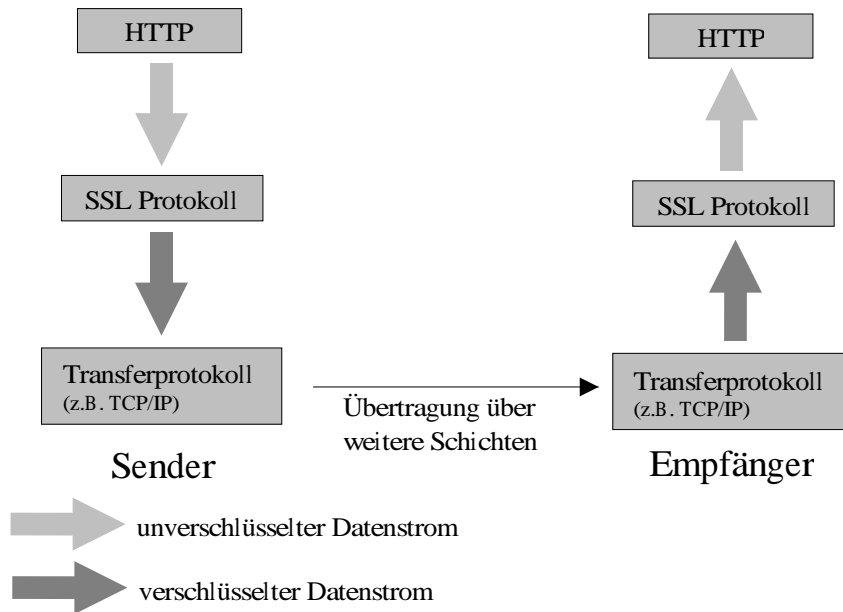 HTTP
SSL Protokoll
Transferprotokoll
(z.B. TCP/IP)
Sender
Übertragung über
weitere Schichten
HTTP
SSL Protokoll
Transferprotokoll
(z.B. TCP/IP)
Empfänger
unverschlüsselter Datenstrom
verschlüsselter Datenstrom